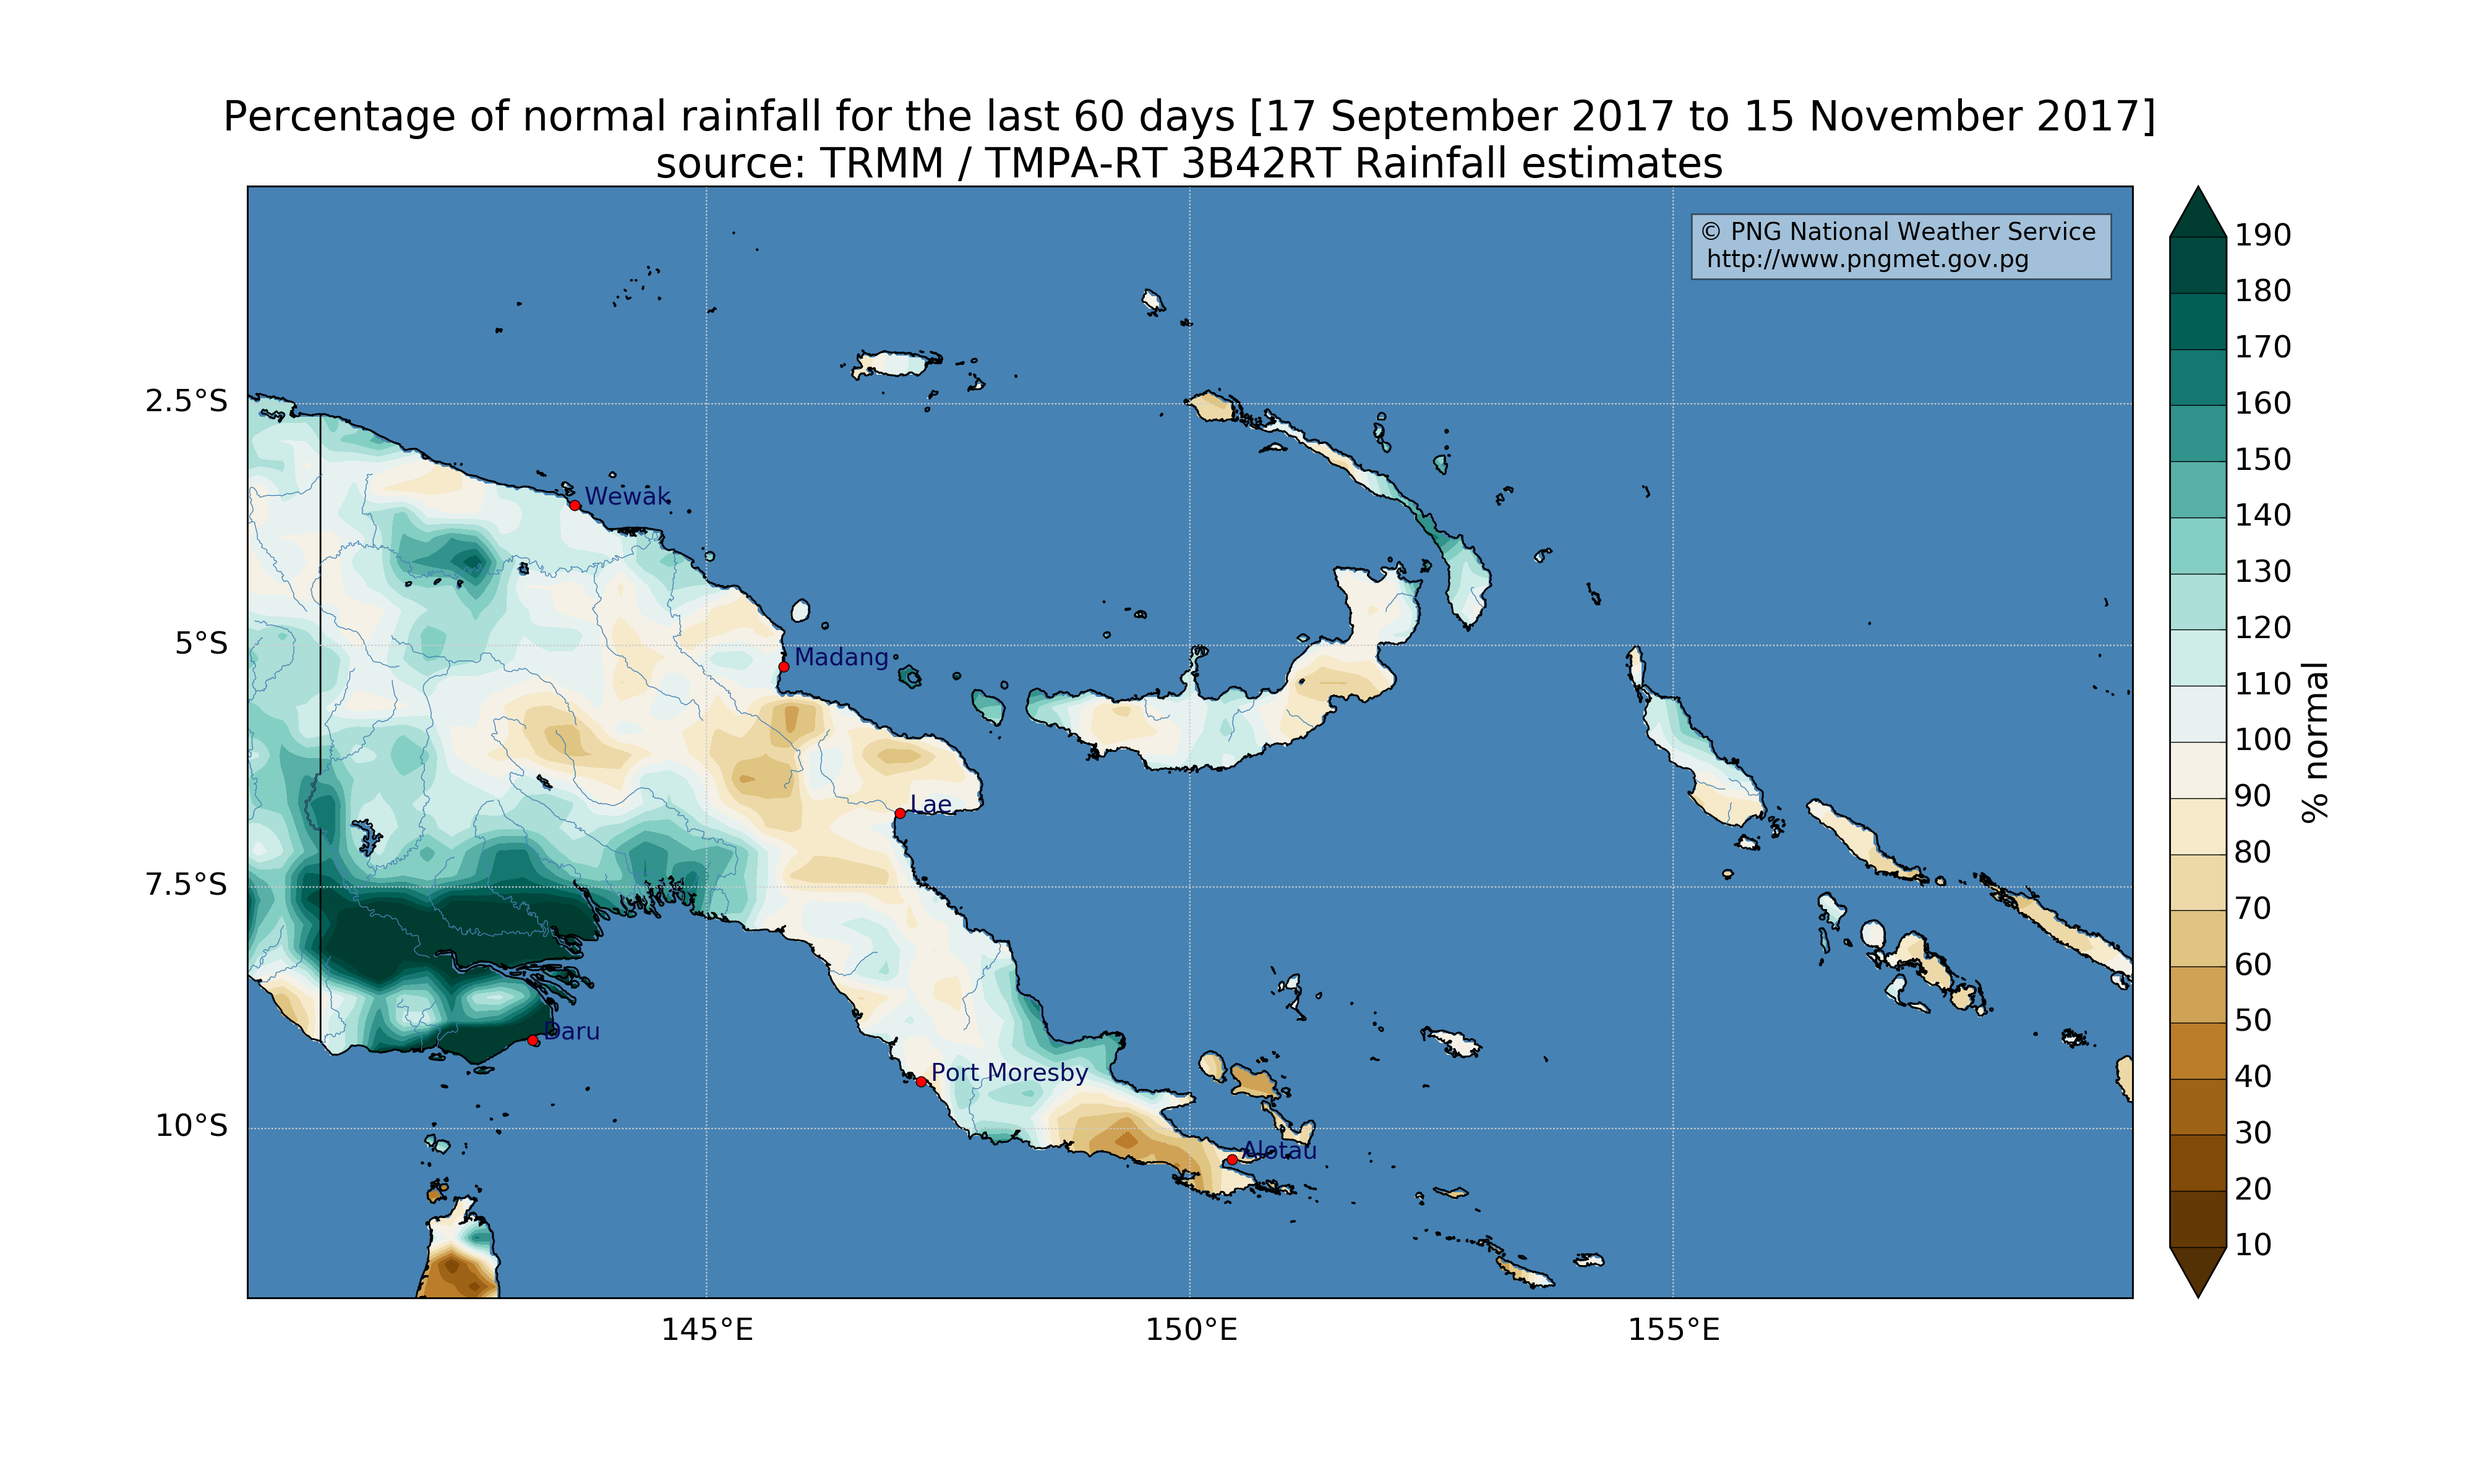 Percentage of normal rainfall for the last 60 days [17 September 2017 to 15 November 2017]
source: TRMM / TMPA-RT 3B42RT Rainfall estimates
© PNG National Weather Service
http://www.pngmet.gov.pg
2.5°S
5°S
7.5°S
10°S
Wewak
Madang
Lae
Daru
Port Moresby
Alotau
145°E
150°E
155°E
190
180
170
160
150
140
130
120
110
100
90
80
70
60
50
40
30
20
10
% normal